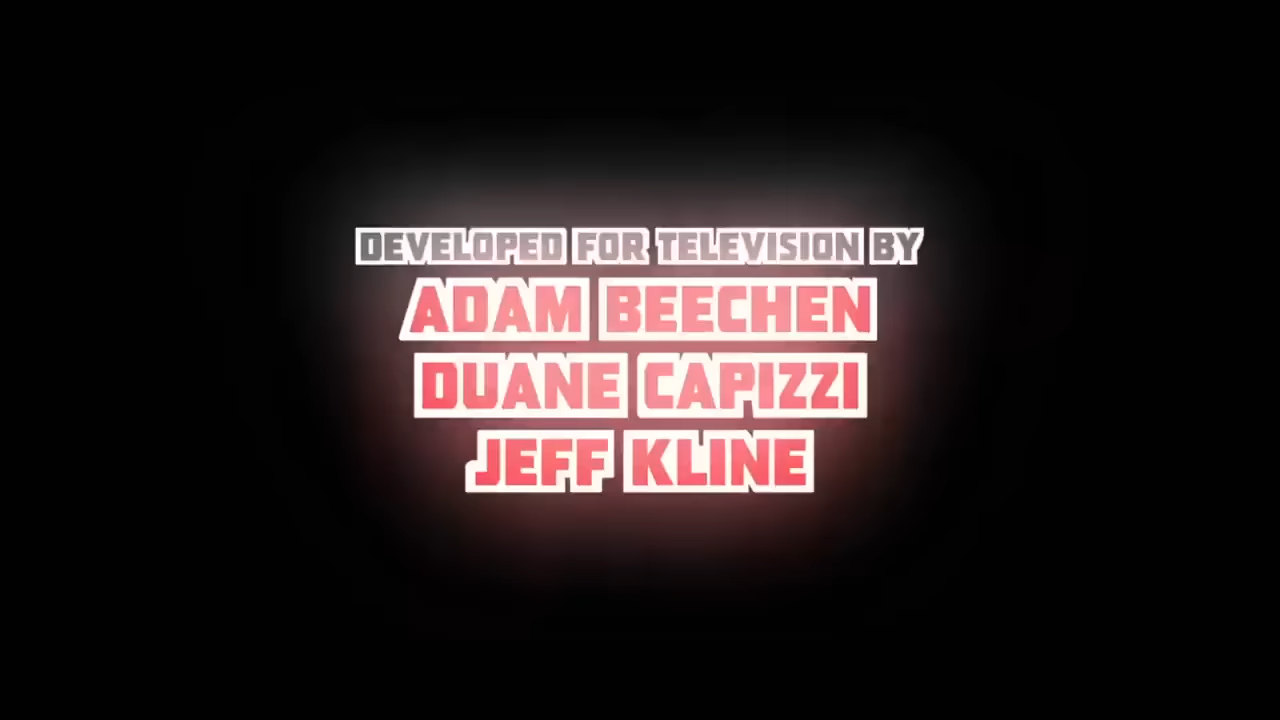 DEVELOPED FOR TELEVISION BY
ADAM BEECHEN
DUANE CAPIZZI
JEFF KLINE